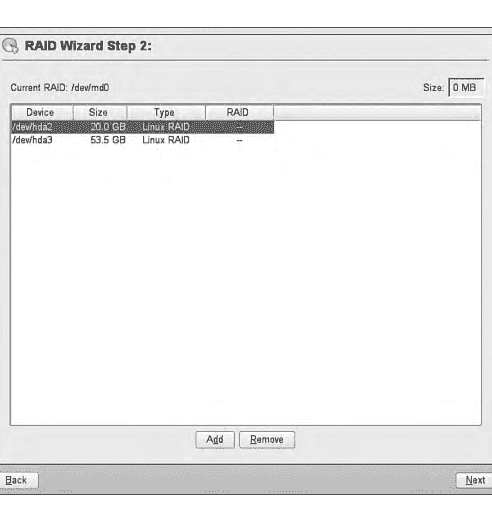 RAID Wizard Step 2:
Current RAID: /dev/md0 Size: 0 MB
Device Size Type RAID
/dev/hda2 20.0 GB Linux RAID --
/dev/hda3 53.5 GB Linux RAID --
Add Remove
Back Next